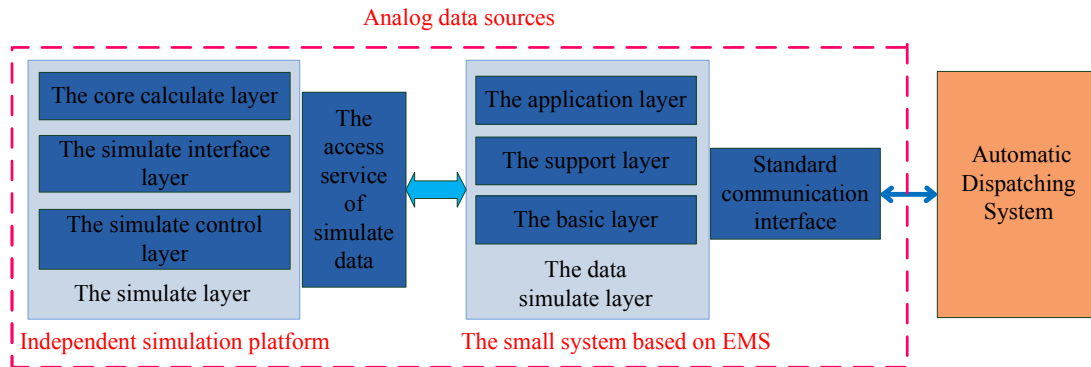 Analog data sources
The core calculate layer
The simulate interface
layer
The simulate control
layer
The simulate layer
The
access
service
of
simulate
data
Independent simulation platform
The application layer
The support layer
The basic layer
The data
simulate layer
Standard
communication
interface
The small system based on EMS
Automatic
Dispatching
System